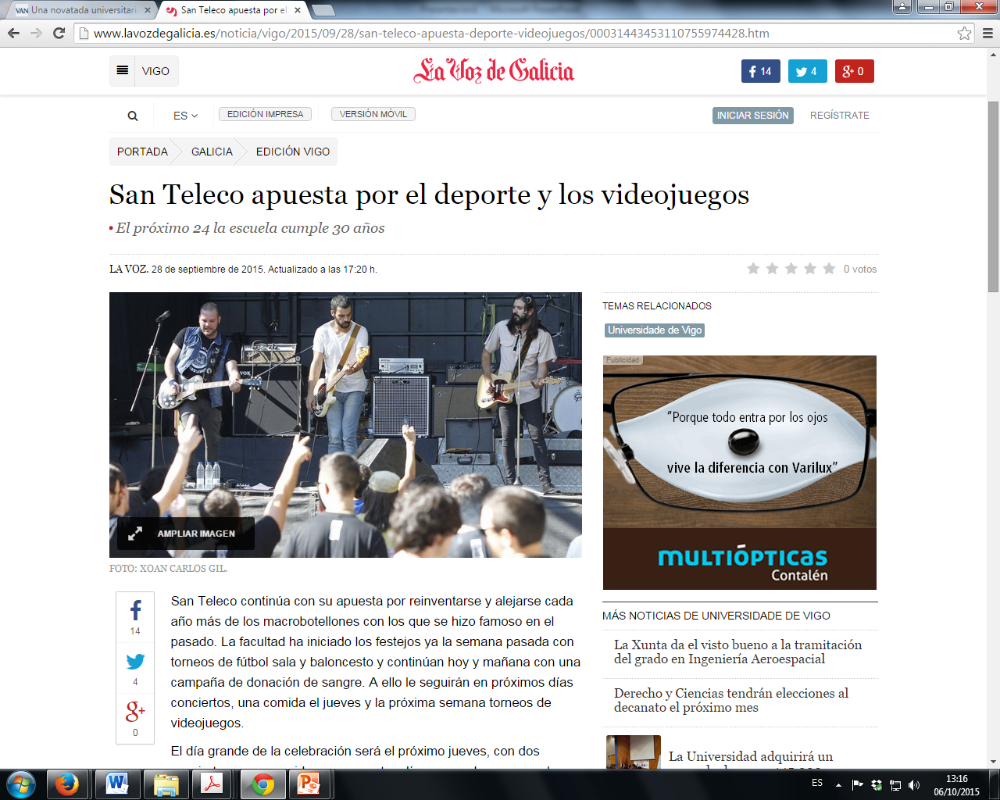 Una novatada universitaria
San Teleco apuesta por el
www.lavozdegalicia.es/noticia/vigo/2015/09/28/san-teleco-apuesta-deporte-videojuegos/0003144345311075597​4428.htm
VIGO
La Voz de Galicia
14
4
0
ES
EDICIÓN IMPRESA
VERSIÓN MÓVIL
INICIAR SESIÓN
REGÍSTRATE
PORTADA
GALICIA
EDICIÓN VIGO
San Teleco apuesta por el deporte y los videojuegos
El próximo 24 la escuela cumple 30 años
LA VOZ. 28 de septiembre de 2015. Actualizado a las 17:20 h.
0 votos
AMPLIAR IMAGEN
FOTO: XOAN CARLOS GIL.
14
4
0
San Teleco continúa con su apuesta por reinventarse y alejarse cada
año más de los macrobotellones con los que se hizo famoso en el
pasado. La facultad ha iniciado los festejos ya la semana pasada con
torneos de fútbol sala y baloncesto y continúan hoy y mañana con una
campaña de donación de sangre. A ello le seguirán en próximos días
conciertos, una comida el jueves y la próxima semana torneos de
videojuegos.
El día grande de la celebración será el próximo jueves, con dos
TEMAS RELACIONADOS
Universidade de Vigo
Publicidad
"Porque todo entra por los ojos
vive la diferencia con Varilux"
MULTIÓPTICAS
Contalén
MÁS NOTICIAS DE UNIVERSIDADE DE VIGO
La Xunta da el visto bueno a la tramitación
del grado en Ingeniería Aeroespacial
Derecho y Ciencias tendrán elecciones al
decanato el próximo mes
La Universidad adquirirá un
ES
13:16
06/10/2015